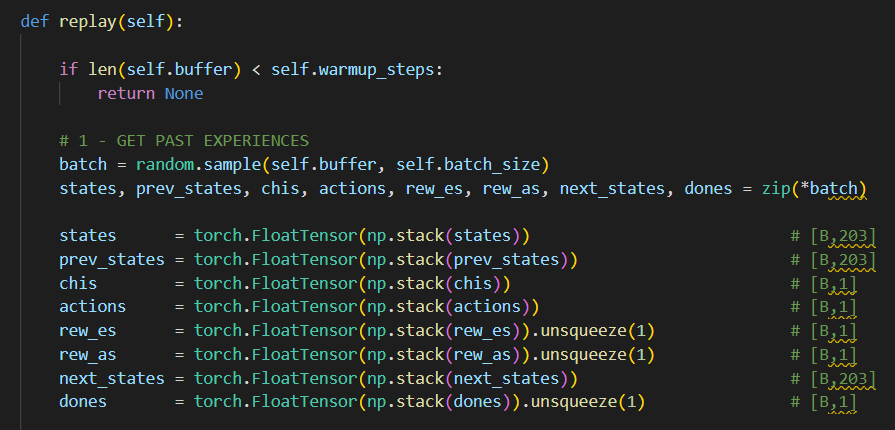 def replay(self):
if len(self.buffer) < self.warmup_steps:
return None
# 1 - GET PAST EXPERIENCES
batch = random.sample(self.buffer, self.batch_size)
states, prev_states, chis, actions, rew_es, rew_as, next_states, dones = zip(*batch)
states      = torch.FloatTensor(np.stack(states))                           # [B,203]
prev_states = torch.FloatTensor(np.stack(prev_states))                      # [B,203]
chis        = torch.FloatTensor(np.stack(chis))                             # [B,1]
actions     = torch.FloatTensor(np.stack(actions))                          # [B,1]
rew_es      = torch.FloatTensor(np.stack(rew_es)).unsqueeze(1)              # [B,1]
rew_as      = torch.FloatTensor(np.stack(rew_as)).unsqueeze(1)              # [B,1]
next_states = torch.FloatTensor(np.stack(next_states))                      # [B,203]
dones       = torch.FloatTensor(np.stack(dones)).unsqueeze(1)               # [B,1]